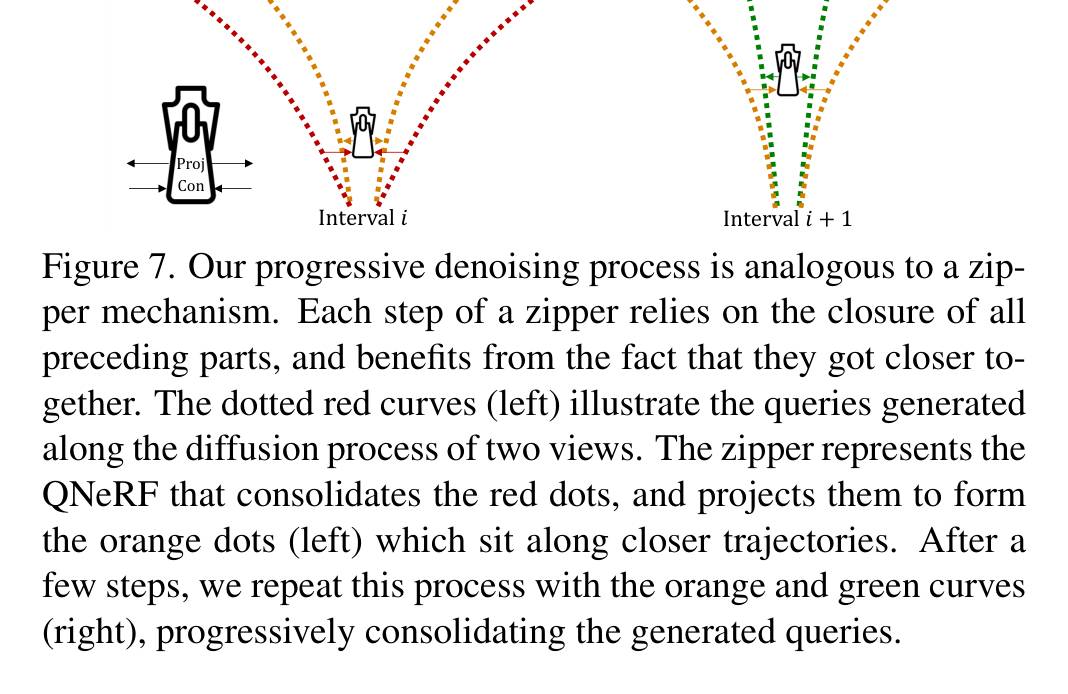 Proj
Con
Interval i
Interval i + 1
Figure 7. Our progressive denoising process is analogous to a zip-
per mechanism. Each step of a zipper relies on the closure of all
preceding parts, and benefits from the fact that they got closer to-
gether. The dotted red curves (left) illustrate the queries generated
along the diffusion process of two views. The zipper represents the
QNeRF that consolidates the red dots, and projects them to form
the orange dots (left) which sit along closer trajectories. After a
few steps, we repeat this process with the orange and green curves
(right), progressively consolidating the generated queries.